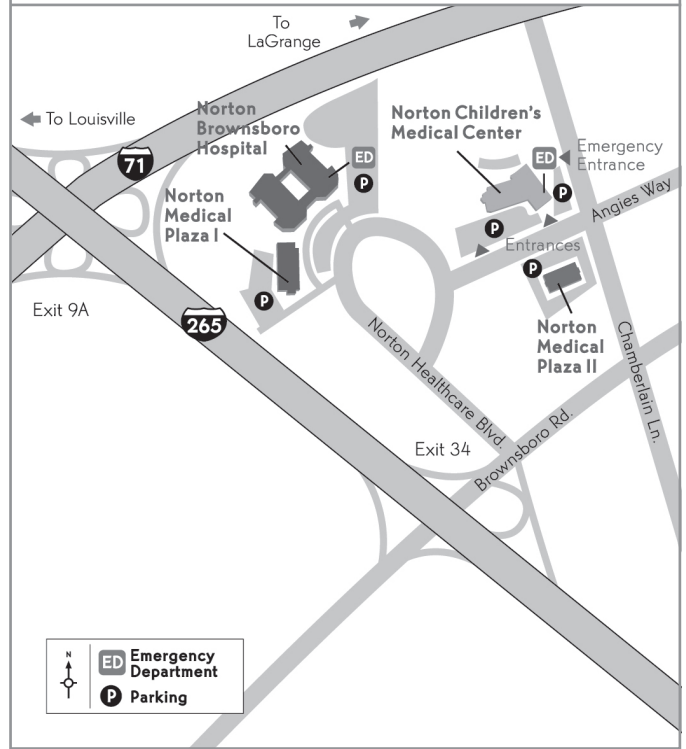 To
LaGrange
To Louisville
Norton
Brownsboro
Hospital
Norton Children's
Medical Center
ED
ED
Emergency
Entrance
71
P
P
Norton
Medical
Plaza I
Angies Way
P
Entrances
P
P
Exit 9A
265
Norton
Medical
Plaza II
Norton Healthcare Blvd.
Chamberlain Ln.
Brownsboro Rd.
Exit 34
N
ED Emergency
Department
P Parking